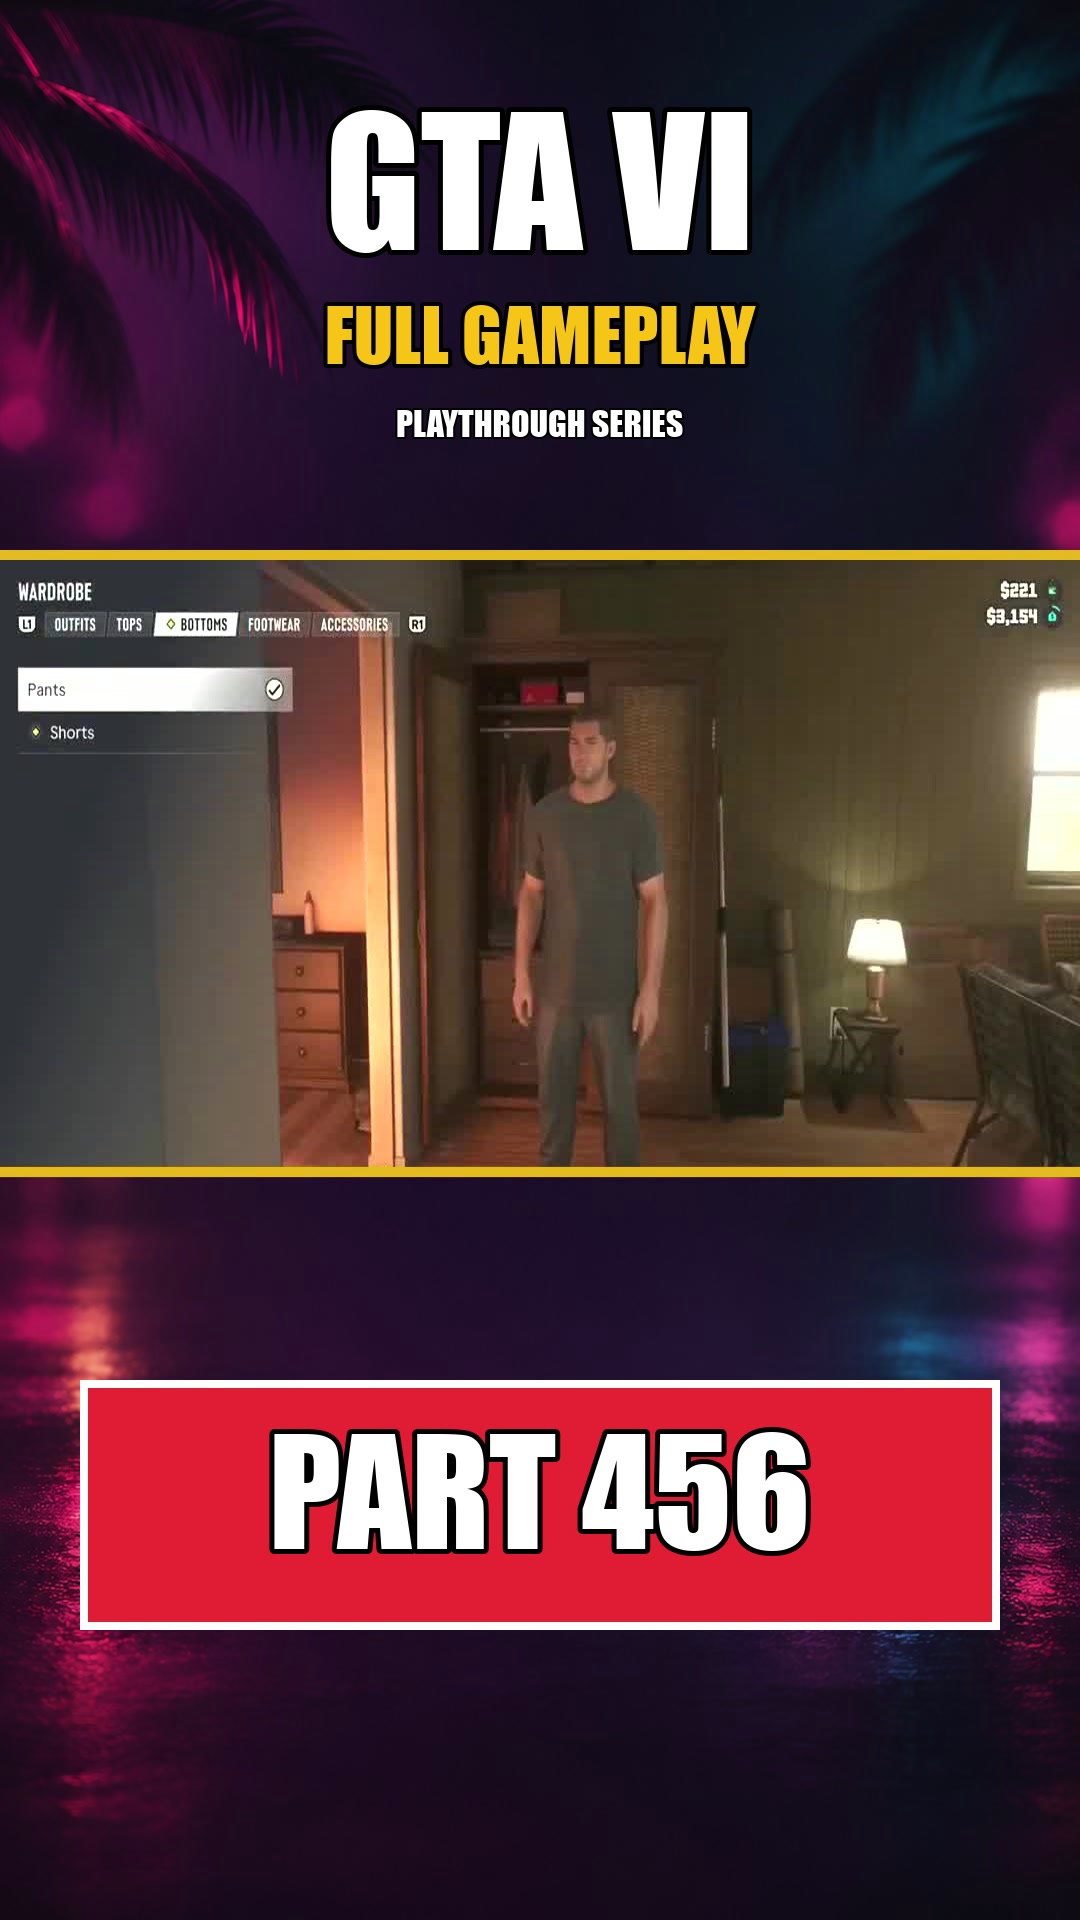 GTA VI
FULL GAMEPLAY
PLAYTHROUGH SERIES
WARDROBE
$221
$3,154
L1 OUTFITS TOPS BOTTOMS FOOTWEAR ACCESSORIES R1
Pants
Shorts
PART 456